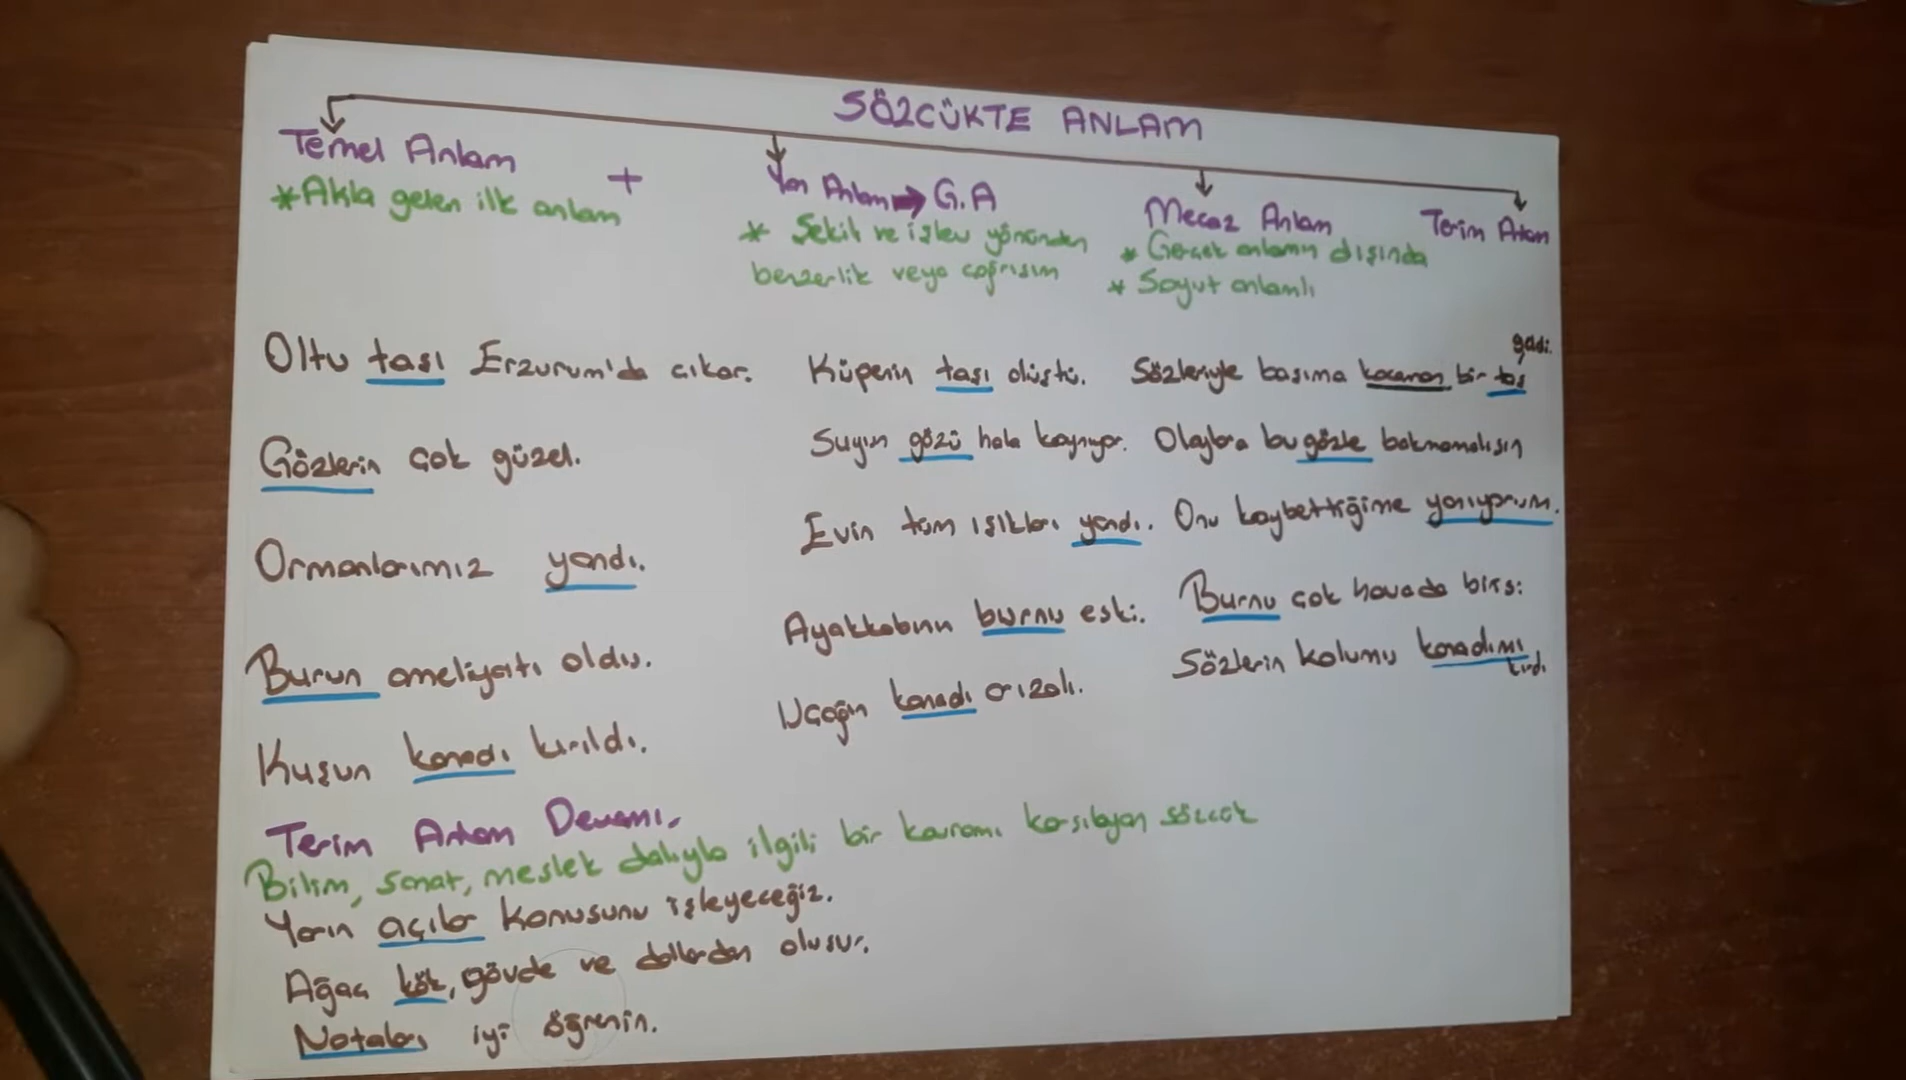 SÖZCÜKTE ANLAM
Temel Anlam
*Akla gelen ilk anlam
+
Yan Anlam → G.A
* Şekil ve işlev yönünden
benzerlik veya çağrışım
Mecaz Anlam
* Gerçek anlamın dışında
* Soyut anlamlı
Terim Anlam
Oltu taşı Erzurum'da çıkar.
Gözlerin çok güzel.
Ormanlarımız yandı.
Burun ameliyatı oldu.
Kuşun kanadı kırıldı.
Küpenin taşı düştü.
Suyun gözü hala kaynıyor.
Evin tüm ışıkları yandı.
Ayakkabının burnu eski.
Uçağın kanadı arızalı.
Sözleriyle başıma kocaman bir taş
geldi.
Olaylara bu gözle bakmamalısın
Onu kaybettiğime yanıyorum.
Burnu çok havada birisi
Sözlerin kolumu kanadımı
kırdı
Terim Anlam Devamı,
Bilim, sanat, meslek dalıyla ilgili bir kavramı karşılayan sözcük
Yarın açılar konusunu işleyeceğiz.
Ağaç kök, gövde ve dallardan oluşur.
Notaları iyi öğrenin.